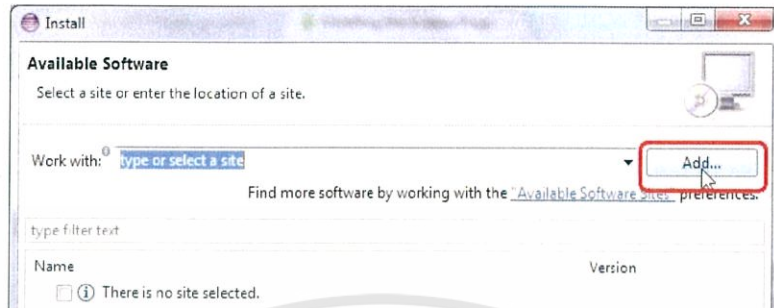 Install
Available Software
Select a site or enter the location of a site.
Work with: type or select a site
Add...
Find more software by working with the "Available Software Sites" preferences.
type filter text
Name Version
There is no site selected.